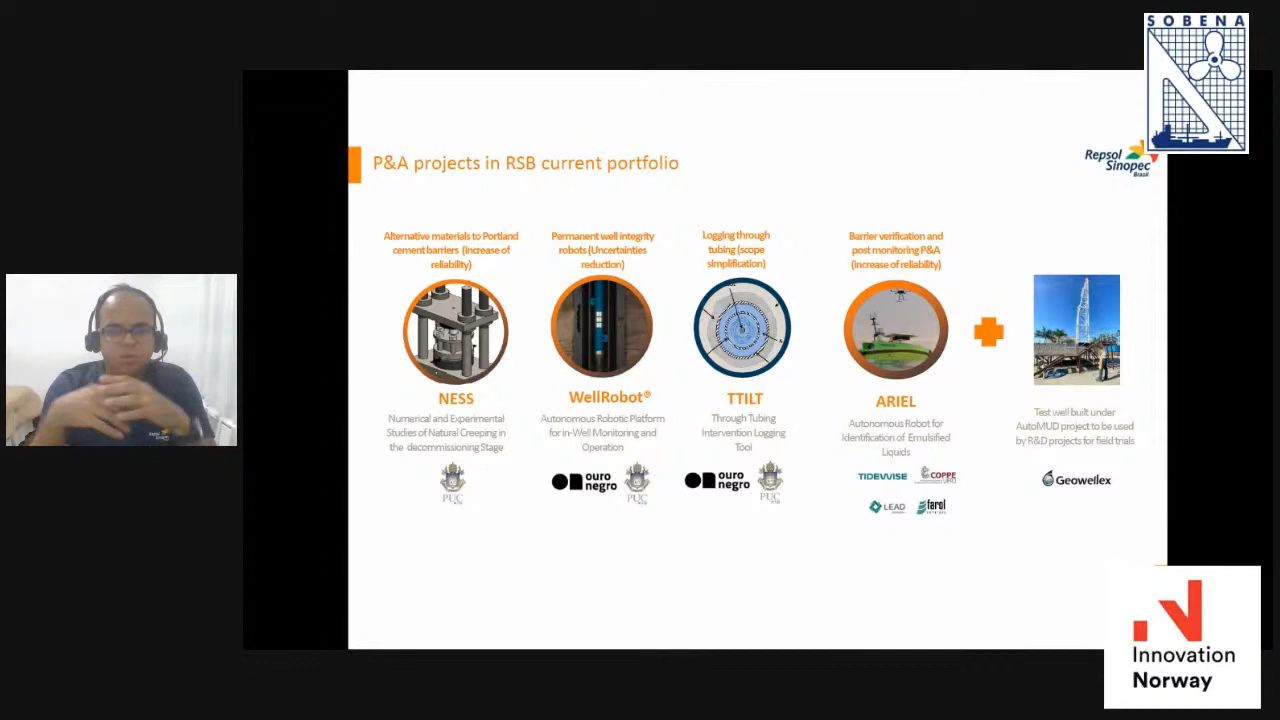 SOBENA
P&A projects in RSB current portfolio
Repsol
Sinopec
Brasil
Alternative materials to Portland
cement barriers (Increase of
reliability)
Permanent well integrity
robots (Uncertainties
reduction)
Logging through
tubing (scope
simplification)
Barrier verification and
post monitoring P&A
(increase of reliability)
NESS
WellRobot®
TTILT
ARIEL
Numerical and Experimental
Studies of Natural Creeping in
the decommissioning Stage
Autonomous Robotic Platform
for in-Well Monitoring and
Operation
Through Tubing
Intervention Logging
Tool
Autonomous Robot for
Identification of Emulsified
Liquids
Test well built under
AutoMUD project to be used
by R&D projects for field trials
PUC
ouro
negro
PUC
ouro
negro
PUC
TIDEWISE
COPPE
LEAD
farol
SERVICES
Geowellex
Innovation
Norway